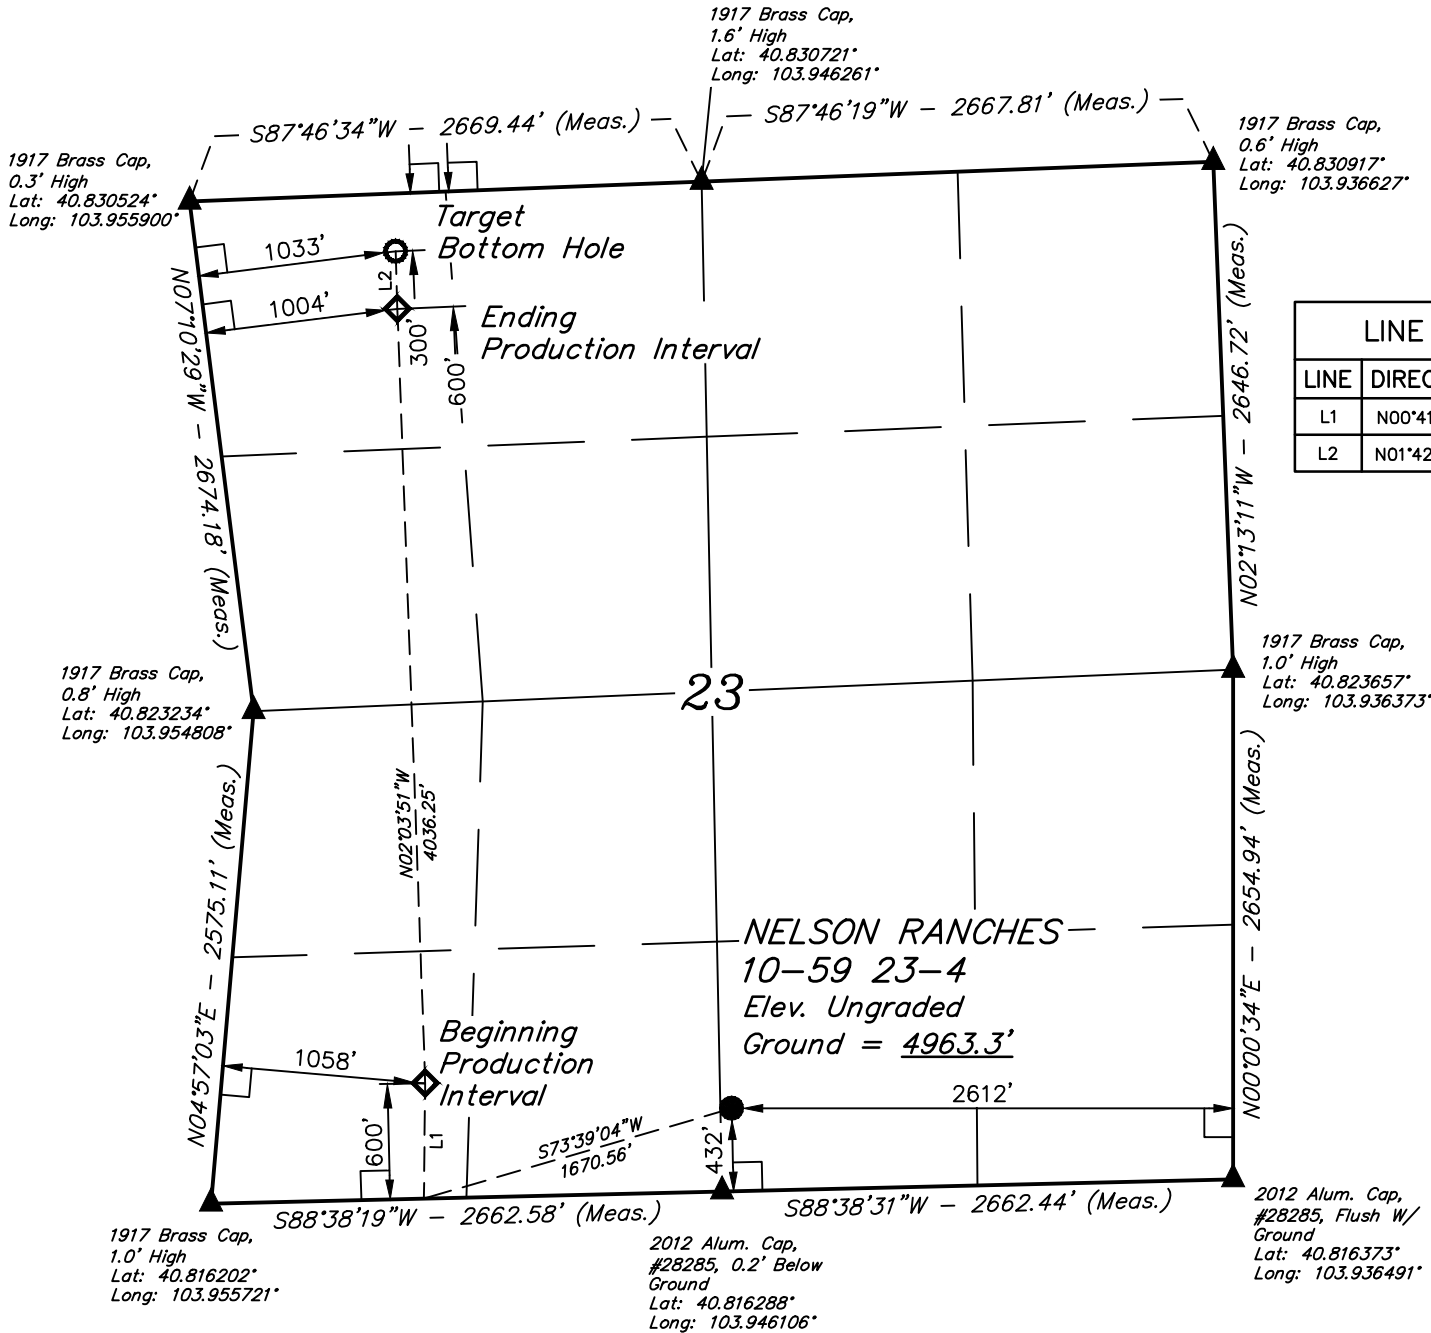 1917 Brass Cap,
1.6' High
Lat: 40.830721°
Long: 103.946261°
S87°46'34"W - 2669.44' (Meas.)
S87°46'19"W - 2667.81' (Meas.)
1917 Brass Cap,
0.6' High
Lat: 40.830917°
Long: 103.936627°
1917 Brass Cap,
0.3' High
Lat: 40.830524°
Long: 103.955900°
Target
Bottom Hole
1033'
L2
1004'
300'
600'
Ending
Production Interval
N07°10'29"W - 2674.18' (Meas.)
N02°13'11"W - 2646.72' (Meas.)
LINE
LINE DIREC
L1 N00°41
L2 N01°42
1917 Brass Cap,
0.8' High
Lat: 40.823234°
Long: 103.954808°
23
1917 Brass Cap,
1.0' High
Lat: 40.823657°
Long: 103.936373°
N02°03'51"W
4036.25'
N04°57'03"E - 2575.11' (Meas.)
N00°00'34"E - 2654.94' (Meas.)
NELSON RANCHES
10-59 23-4
Elev. Ungraded
Ground = 4963.3'
Beginning
Production
Interval
1058'
600'
L1
S73°39'04"W
1670.56'
432'
2612'
S88°38'19"W - 2662.58' (Meas.)
S88°38'31"W - 2662.44' (Meas.)
1917 Brass Cap,
1.0' High
Lat: 40.816202°
Long: 103.955721°
2012 Alum. Cap,
#28285, 0.2' Below
Ground
Lat: 40.816288°
Long: 103.946106°
2012 Alum. Cap,
#28285, Flush W/
Ground
Lat: 40.816373°
Long: 103.936491°